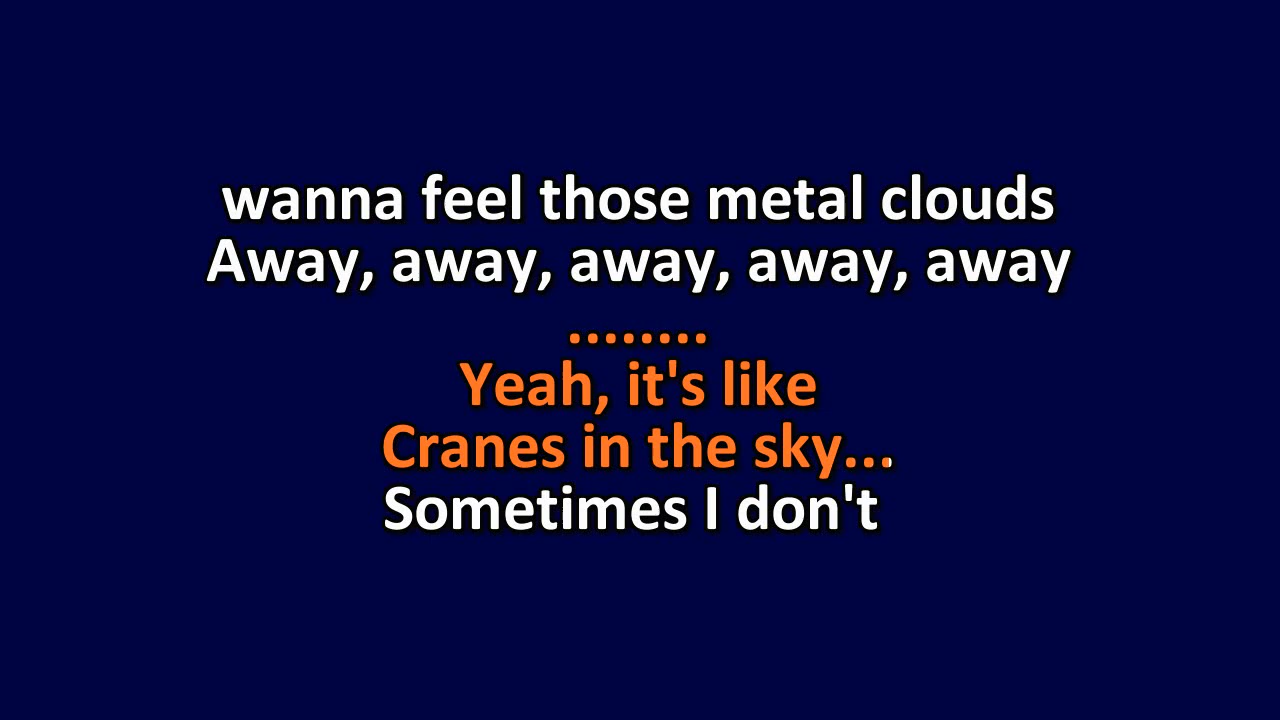 wanna feel those metal clouds
Away, away, away, away, away
........
Yeah, it's like
Cranes in the sky...
Sometimes I don't